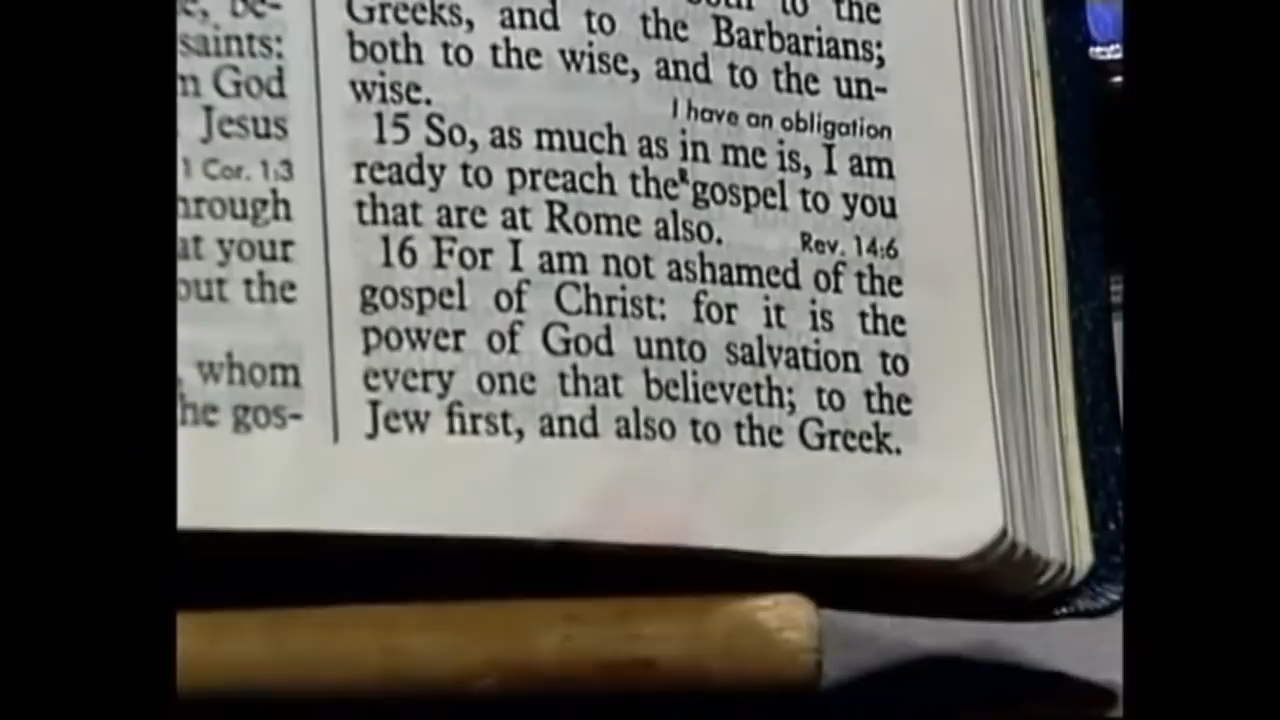 saints:
God
Jesus
1 Cor. 1:3
your
the
whom
gos-
to the
Greeks, and to the Barbarians;
both to the wise, and to the un-
wise.
I have an obligation
15 So, as much as in me is, I am
ready to preach the gospel to you
that are at Rome also.
Rev. 14:6
16 For I am not ashamed of the
gospel of Christ: for it is the
power of God unto salvation to
every one that believeth; to the
Jew first, and also to the Greek.